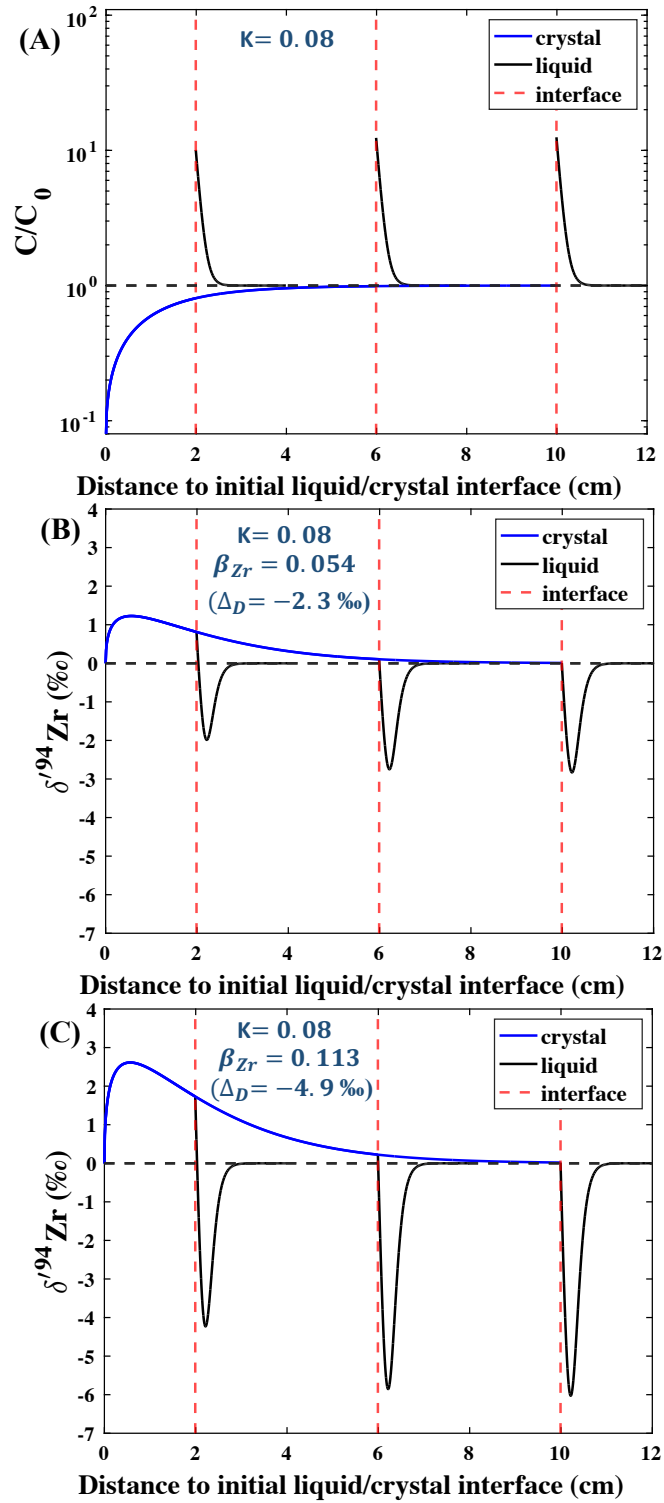 (A)
K= 0.08
crystal
liquid
interface
C/C0
10^2
10^1
10^0
10^-1
0 2 4 6 8 10 12
Distance to initial liquid/crystal interface (cm)
(B)
K= 0.08
β_Zr = 0.054
(Δ_D= −2.3 ‰)
crystal
liquid
interface
δ′^94Zr (‰)
4
3
2
1
0
-1
-2
-3
-4
-5
-6
-7
0 2 4 6 8 10 12
Distance to initial liquid/crystal interface (cm)
(C)
K= 0.08
β_Zr = 0.113
(Δ_D= −4.9 ‰)
crystal
liquid
interface
δ′^94Zr (‰)
4
3
2
1
0
-1
-2
-3
-4
-5
-6
-7
0 2 4 6 8 10 12
Distance to initial liquid/crystal interface (cm)